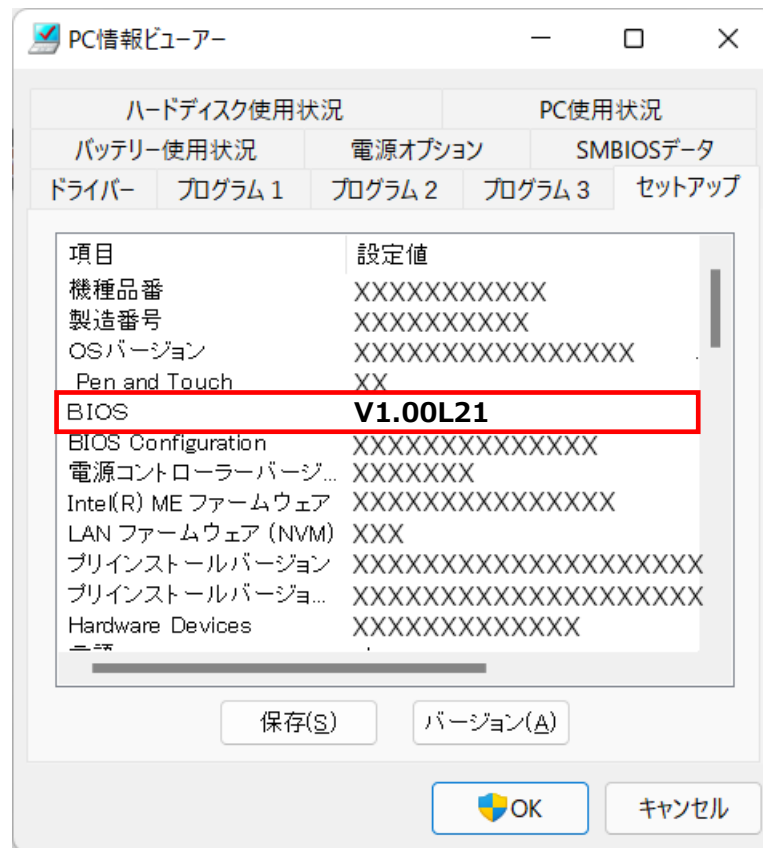 PC情報ビューアー
ハードディスク使用状況 PC使用状況
バッテリー使用状況 電源オプション SMBIOSデータ
ドライバー プログラム 1 プログラム 2 プログラム 3 セットアップ
項目 設定値
機種品番 XXXXXXXXXXX
製造番号 XXXXXXXXXX
OSバージョン XXXXXXXXXXXXXXXX .
Pen and Touch XX
BIOS V1.00L21
BIOS Configuration XXXXXXXXXXXXXX
電源コントローラーバージ... XXXXXXX
Intel(R) ME ファームウェア XXXXXXXXXXXXXXX
LAN ファームウェア (NVM) XXX
プリインストールバージョン XXXXXXXXXXXXXXXXXXXX
プリインストールバージョ... XXXXXXXXXXXXXXXXXXXX
Hardware Devices XXXXXXXXXXXXX
保存(S) バージョン(A)
OK キャンセル